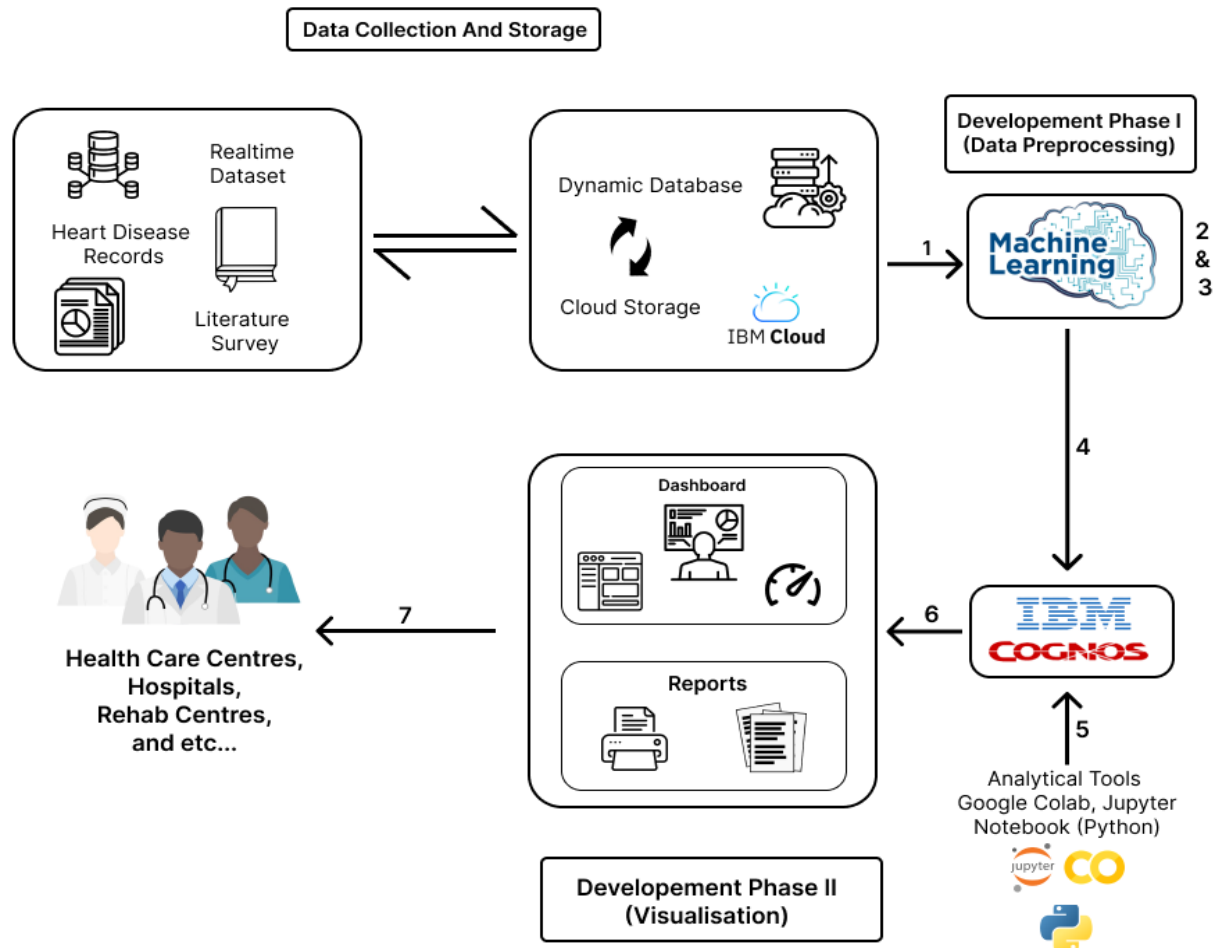 Data Collection And Storage
Realtime
Dataset
Heart Disease
Records
Literature
Survey
Dynamic Database
Cloud Storage
IBM Cloud
1
Developement Phase I
(Data Preprocessing)
Machine
Learning
2
&
3
4
Dashboard
Reports
6
IBM
COGNOS
5
Analytical Tools
Google Colab, Jupyter
Notebook (Python)
jupyter
CO
7
Health Care Centres,
Hospitals,
Rehab Centres,
and etc...
Developement Phase II
(Visualisation)